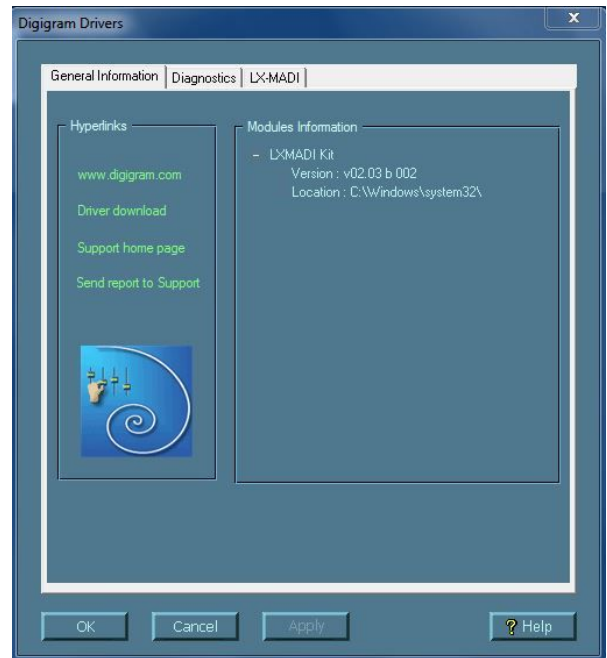 Digigram Drivers
X
General Information
Diagnostics
LX-MADI
Hyperlinks
www.digigram.com
Driver download
Support home page
Send report to Support
Modules Information
LXMADI Kit
Version : v02.03 b 002
Location : C:\Windows\system32\
OK
Cancel
Apply
? Help